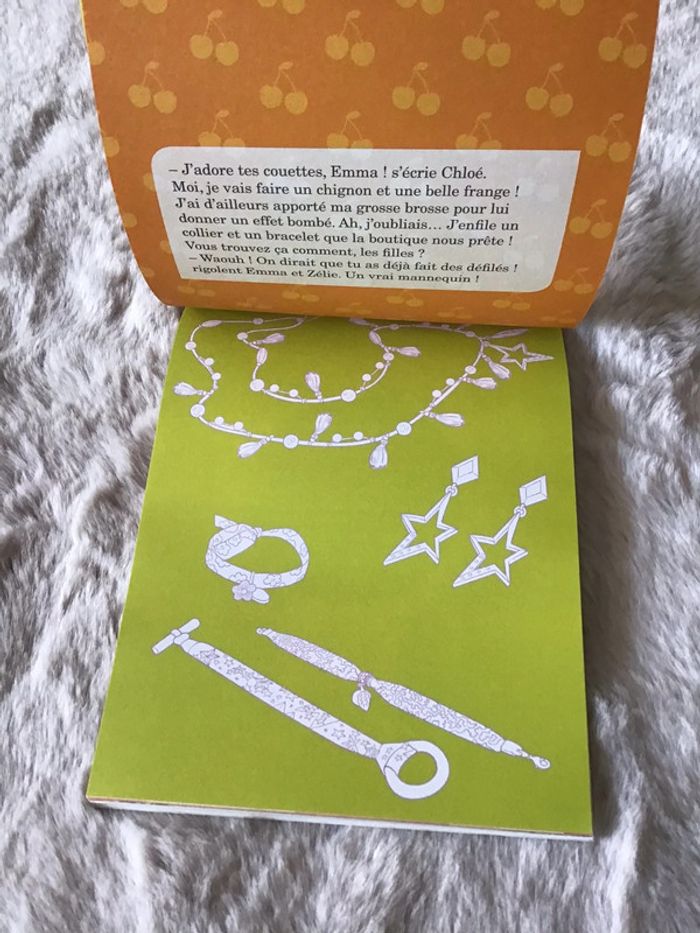 – J'adore tes couettes, Emma ! s'écrie Chloé.
Moi, je vais faire un chignon et une belle frange !
J'ai d'ailleurs apporté ma grosse brosse pour lui
donner un effet bombé. Ah, j'oubliais… J'enfile un
collier et un bracelet que la boutique nous prête !
Vous trouvez ça comment, les filles ?
– Waouh ! On dirait que tu as déjà fait des défilés !
rigolent Emma et Zélie. Un vrai mannequin !